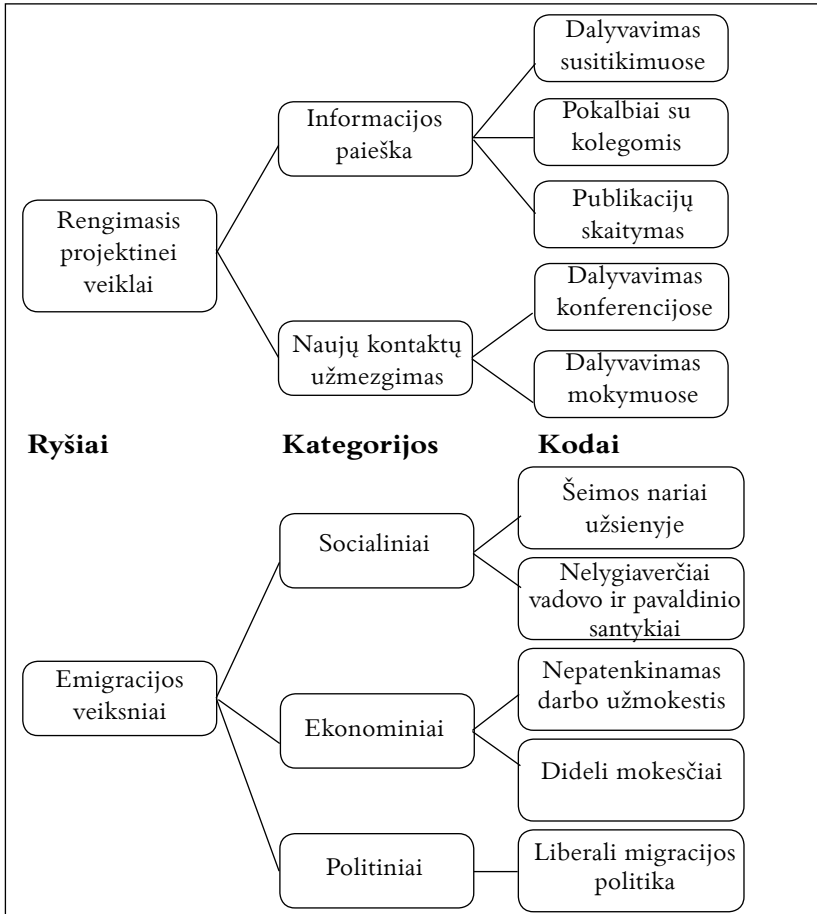 Dalyvavimas
susitikimuose
Informacijos
paieška
Pokalbiai su
kolegomis
Publikacijų
skaitymas
Rengimasis
projektinei
veiklai
Dalyvavimas
konferencijose
Naujų kontaktų
užmezgimas
Dalyvavimas
mokymuose
Ryšiai Kategorijos Kodai
Šeimos nariai
užsienyje
Socialiniai
Nelygiaverčiai
vadovo ir pavaldinio
santykiai
Emigracijos
veiksniai
Nepatenkinamas
darbo užmokestis
Ekonominiai
Dideli mokesčiai
Politiniai
Liberali migracijos
politika